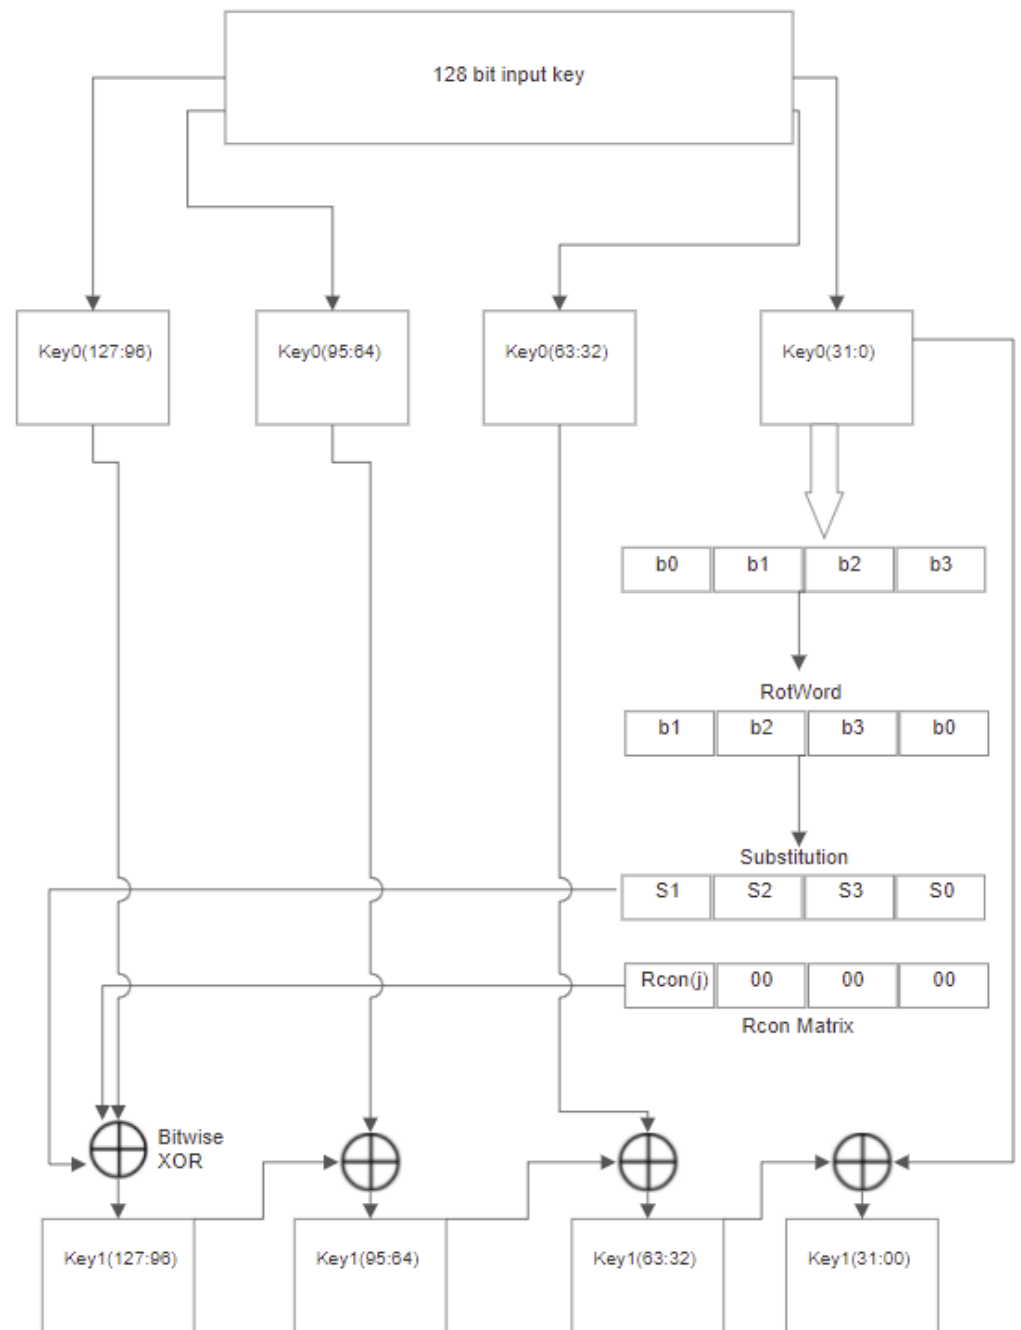 128 bit input key
Key0(127:96)
Key0(95:64)
Key0(63:32)
Key0(31:0)
b0 b1 b2 b3
RotWord
b1 b2 b3 b0
Substitution
S1 S2 S3 S0
Rcon(j) 00 00 00
Rcon Matrix
Bitwise
XOR
Key1(127:96)
Key1(95:64)
Key1(63:32)
Key1(31:00)